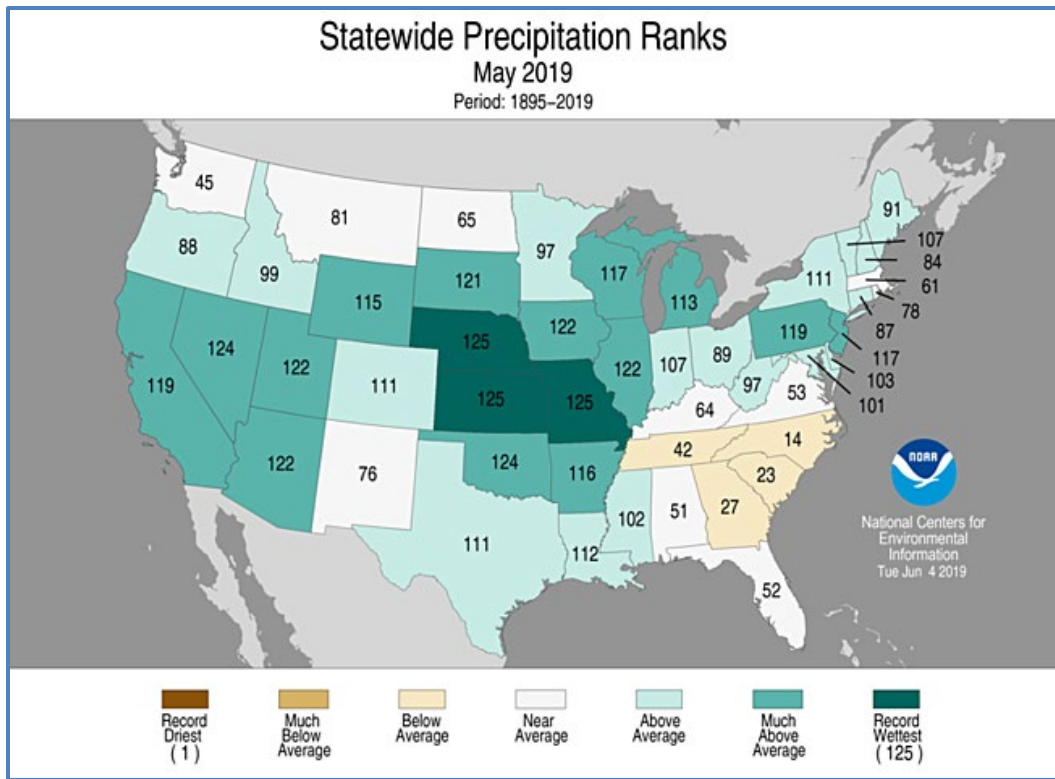 Statewide Precipitation Ranks
May 2019
Period: 1895–2019
45
81
65
97
91
107
84
61
78
87
117
103
101
88
99
115
121
117
113
111
119
122
125
122
107
89
97
53
119
124
122
111
125
125
64
42
14
23
27
122
76
124
116
102
51
111
112
52
NOAA
National Centers for
Environmental
Information
Tue Jun 4 2019
Record
Driest
(1)
Much
Below
Average
Below
Average
Near
Average
Above
Average
Much
Above
Average
Record
Wettest
(125)